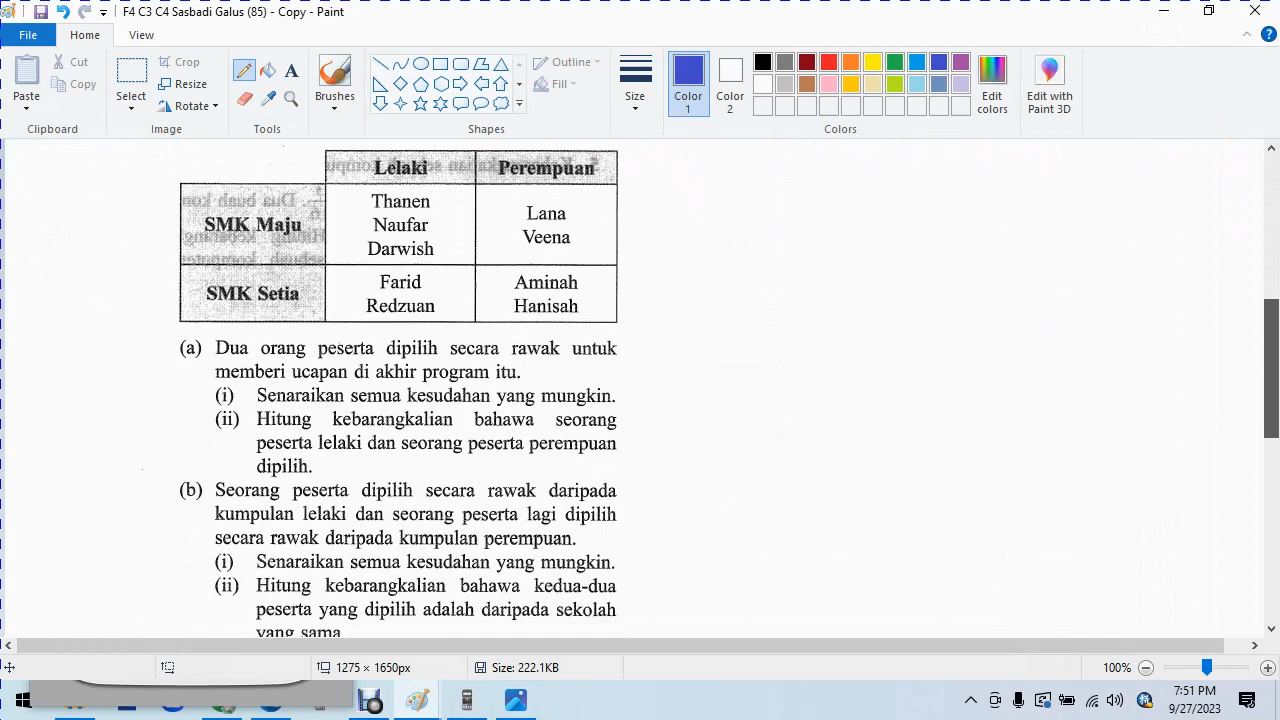 F4 C3 C4 Sasbadi Galus (85) - Copy - Paint
File Home View
Paste
Cut
Copy
Clipboard
Select
Crop
Resize
Rotate
Image
Tools
Brushes
Shapes
Outline
Fill
Size
Color 1
Color 2
Colors
Edit colors
Edit with Paint 3D
Lelaki Perempuan
SMK Maju
Thanen
Naufar
Darwish
Lana
Veena
SMK Setia
Farid
Redzuan
Aminah
Hanisah
(a) Dua orang peserta dipilih secara rawak untuk
memberi ucapan di akhir program itu.
(i) Senaraikan semua kesudahan yang mungkin.
(ii) Hitung kebarangkalian bahawa seorang
peserta lelaki dan seorang peserta perempuan
dipilih.
(b) Seorang peserta dipilih secara rawak daripada
kumpulan lelaki dan seorang peserta lagi dipilih
secara rawak daripada kumpulan perempuan.
(i) Senaraikan semua kesudahan yang mungkin.
(ii) Hitung kebarangkalian bahawa kedua-dua
peserta yang dipilih adalah daripada sekolah
yang sama
1275 × 1650px
Size: 222.1KB
100%
7:51 PM
9/27/2023